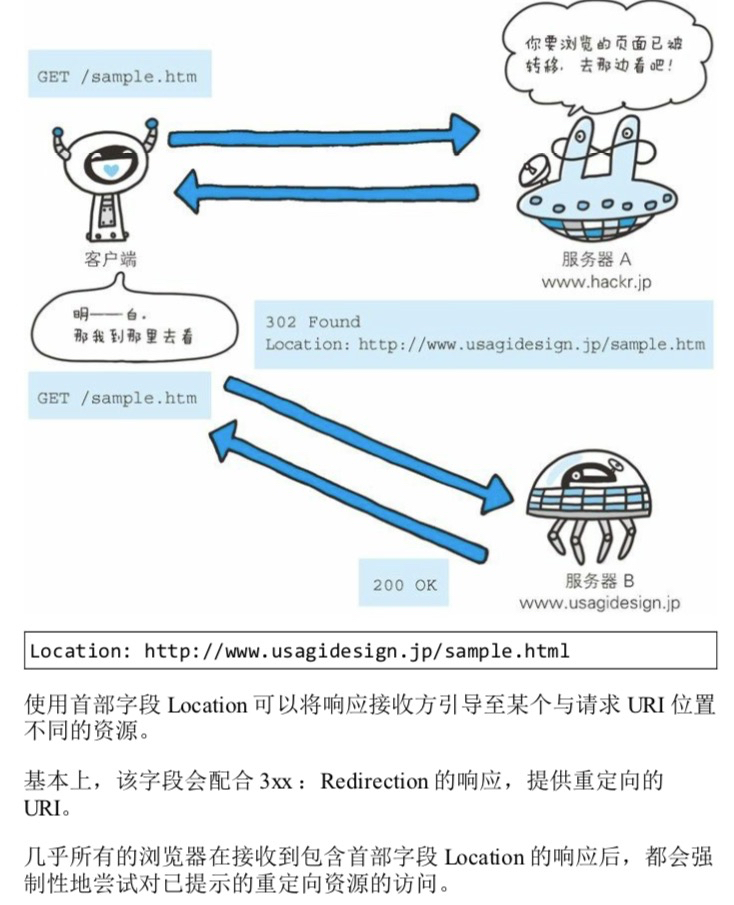 你要浏览的页面已被
转移，去那边看吧！
GET /sample.htm
客户端
服务器 A
www.hackr.jp
明——白。
那我到那里去看
302 Found
Location: http://www.usagidesign.jp/sample.htm
GET /sample.htm
200 OK
服务器 B
www.usagidesign.jp
Location: http://www.usagidesign.jp/sample.html
使用首部字段 Location 可以将响应接收方引导至某个与请求 URI 位置
不同的资源。
基本上，该字段会配合 3xx ：Redirection 的响应，提供重定向的
URI。
几乎所有的浏览器在接收到包含首部字段 Location 的响应后，都会强
制性地尝试对已提示的重定向资源的访问。